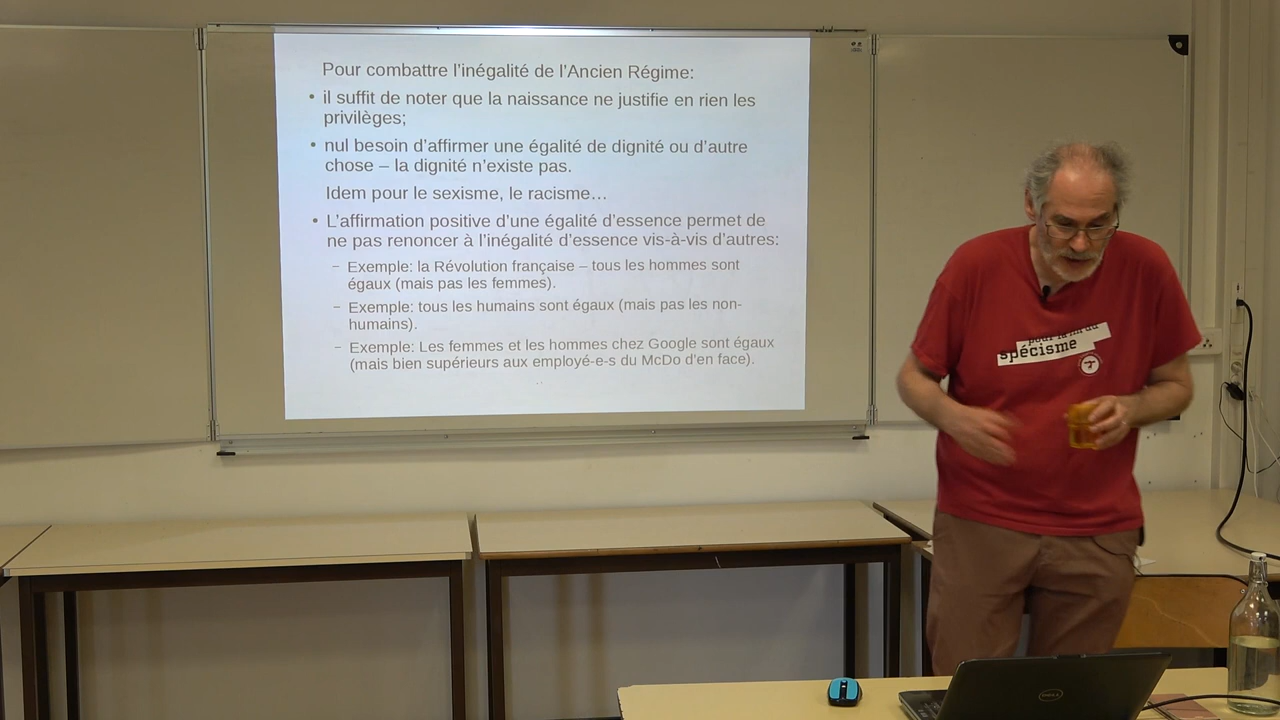 Pour combattre l'inégalité de l'Ancien Régime:
• il suffit de noter que la naissance ne justifie en rien les
privilèges;
• nul besoin d'affirmer une égalité de dignité ou d'autre
chose – la dignité n'existe pas.
Idem pour le sexisme, le racisme…
• L'affirmation positive d'une égalité d'essence permet de
ne pas renoncer à l'inégalité d'essence vis-à-vis d'autres:
– Exemple: la Révolution française – tous les hommes sont
égaux (mais pas les femmes).
– Exemple: tous les humains sont égaux (mais pas les non-
humains).
– Exemple: Les femmes et les hommes chez Google sont égaux
(mais bien supérieurs aux employé-e-s du McDo d'en face).
pour la fin du
spécisme